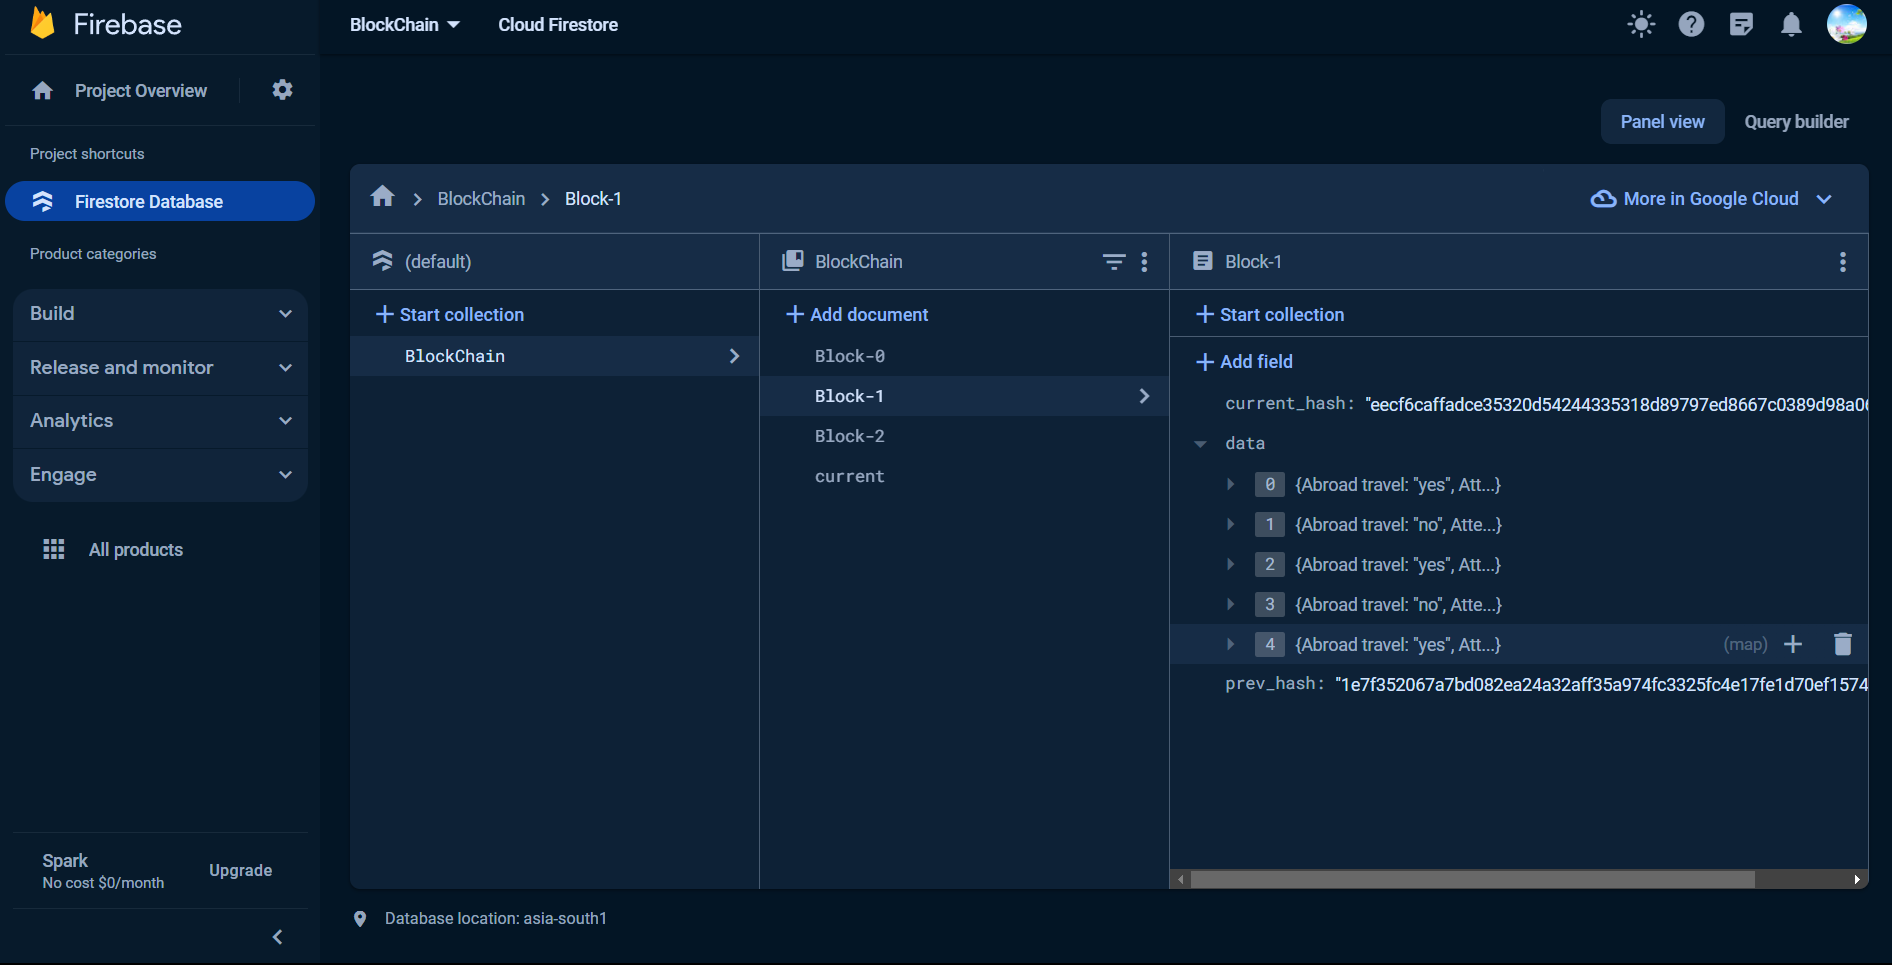 Firebase
BlockChain
Cloud Firestore
Project Overview
Project shortcuts
Firestore Database
Product categories
Build
Release and monitor
Analytics
Engage
All products
Spark
No cost $0/month
Upgrade
Panel view
Query builder
BlockChain
Block-1
More in Google Cloud
(default)
Start collection
BlockChain
BlockChain
Add document
Block-0
Block-1
Block-2
current
Block-1
Start collection
Add field
current_hash: "eecf6caffadce35320d54244335318d89797ed8667c0389d98a06
data
0 {Abroad travel: "yes", Att...}
1 {Abroad travel: "no", Atte...}
2 {Abroad travel: "yes", Att...}
3 {Abroad travel: "no", Atte...}
4 {Abroad travel: "yes", Att...} (map)
prev_hash: "1e7f352067a7bd082ea24a32aff35a974fc3325fc4e17fe1d70ef1574
Database location: asia-south1